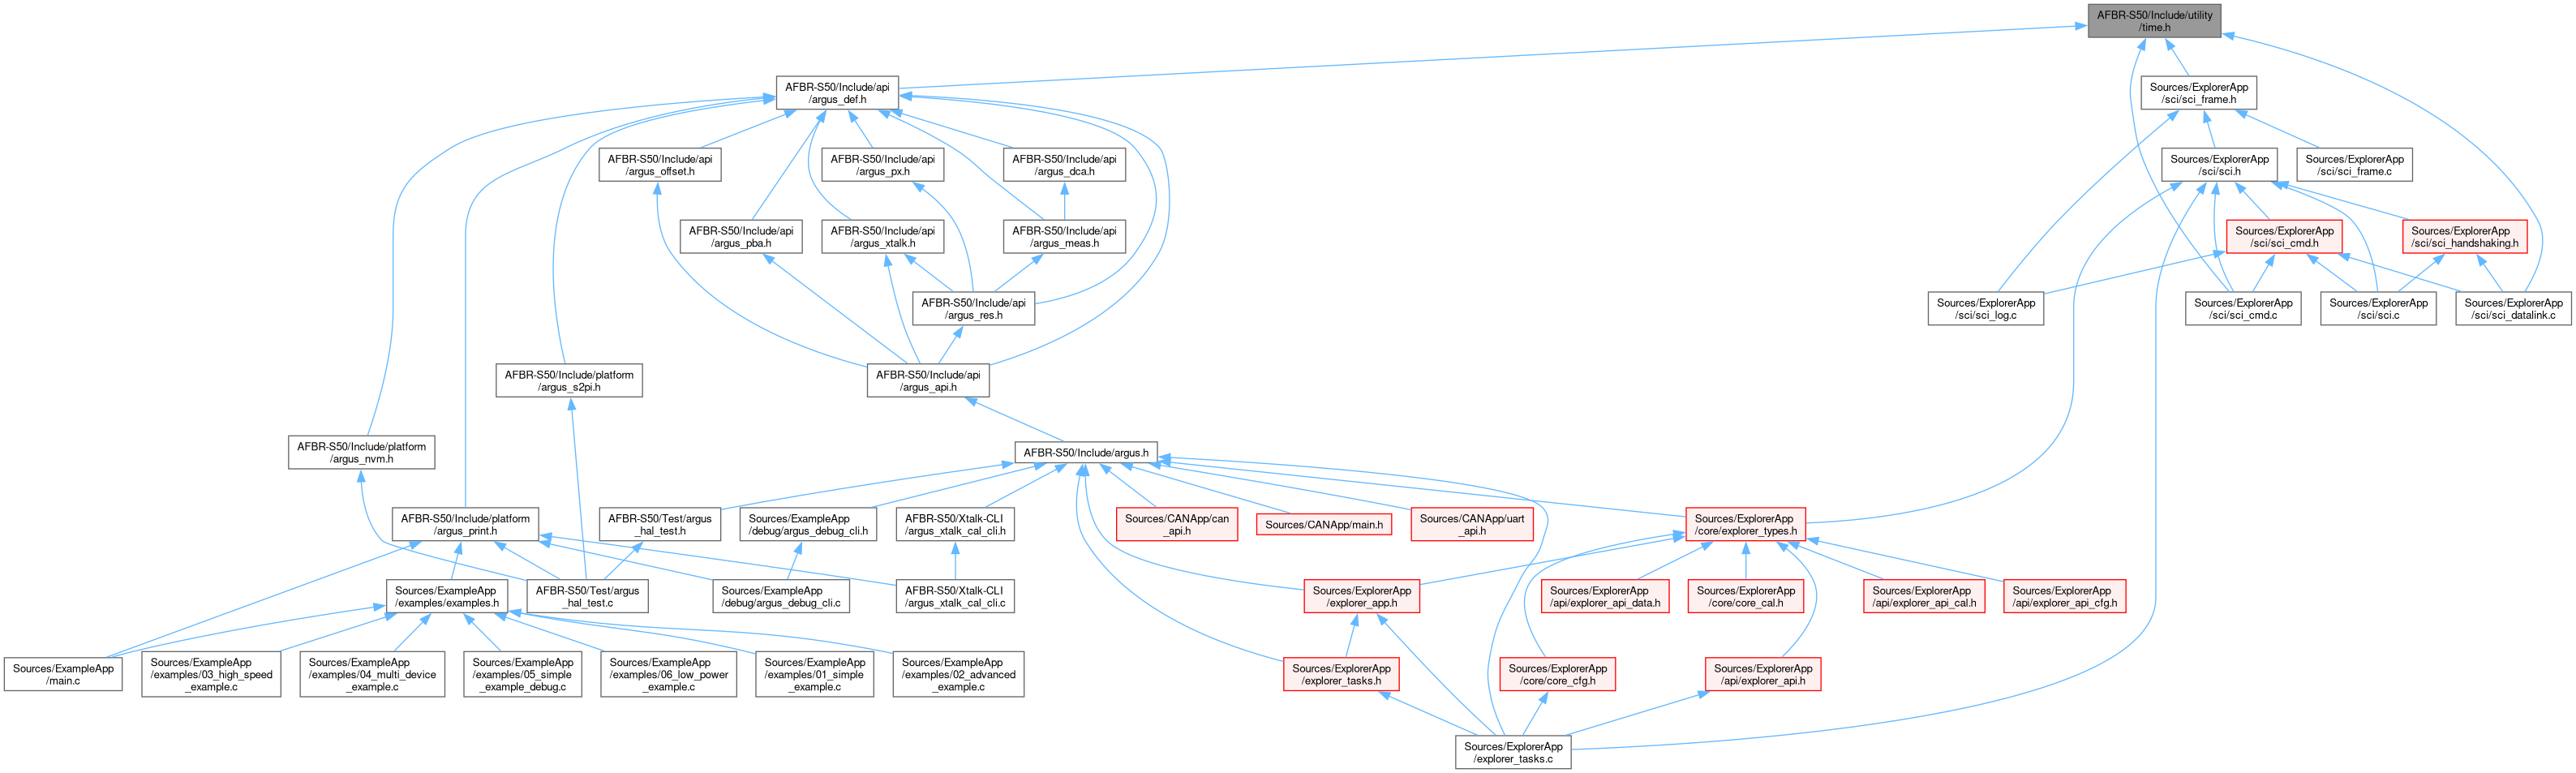 AFBR-S50/Include/utility
/time.h
AFBR-S50/Include/api
/argus_def.h
Sources/ExplorerApp
/sci/sci_frame.h
AFBR-S50/Include/api
/argus_offset.h
AFBR-S50/Include/api
/argus_px.h
AFBR-S50/Include/api
/argus_dca.h
Sources/ExplorerApp
/sci/sci.h
Sources/ExplorerApp
/sci/sci_frame.c
AFBR-S50/Include/api
/argus_pba.h
AFBR-S50/Include/api
/argus_xtalk.h
AFBR-S50/Include/api
/argus_meas.h
Sources/ExplorerApp
/sci/sci_cmd.h
Sources/ExplorerApp
/sci/sci_handshaking.h
AFBR-S50/Include/api
/argus_res.h
Sources/ExplorerApp
/sci/sci_log.c
Sources/ExplorerApp
/sci/sci_cmd.c
Sources/ExplorerApp
/sci/sci.c
Sources/ExplorerApp
/sci/sci_datalink.c
AFBR-S50/Include/platform
/argus_s2pi.h
AFBR-S50/Include/api
/argus_api.h
AFBR-S50/Include/platform
/argus_nvm.h
AFBR-S50/Include/argus.h
AFBR-S50/Include/platform
/argus_print.h
AFBR-S50/Test/argus
_hal_test.h
Sources/ExampleApp
/debug/argus_debug_cli.h
AFBR-S50/Xtalk-CLI
/argus_xtalk_cal_cli.h
Sources/CANApp/can
_api.h
Sources/CANApp/main.h
Sources/CANApp/uart
_api.h
Sources/ExplorerApp
/core/explorer_types.h
Sources/ExampleApp
/examples/examples.h
AFBR-S50/Test/argus
_hal_test.c
Sources/ExampleApp
/debug/argus_debug_cli.c
AFBR-S50/Xtalk-CLI
/argus_xtalk_cal_cli.c
Sources/ExplorerApp
/explorer_app.h
Sources/ExplorerApp
/api/explorer_api_data.h
Sources/ExplorerApp
/core/core_cal.h
Sources/ExplorerApp
/api/explorer_api_cal.h
Sources/ExplorerApp
/api/explorer_api_cfg.h
Sources/ExampleApp
/main.c
Sources/ExampleApp
/examples/03_high_speed
_example.c
Sources/ExampleApp
/examples/04_multi_device
_example.c
Sources/ExampleApp
/examples/05_simple
_example_debug.c
Sources/ExampleApp
/examples/06_low_power
_example.c
Sources/ExampleApp
/examples/01_simple
_example.c
Sources/ExampleApp
/examples/02_advanced
_example.c
Sources/ExplorerApp
/explorer_tasks.h
Sources/ExplorerApp
/core/core_cfg.h
Sources/ExplorerApp
/api/explorer_api.h
Sources/ExplorerApp
/explorer_tasks.c